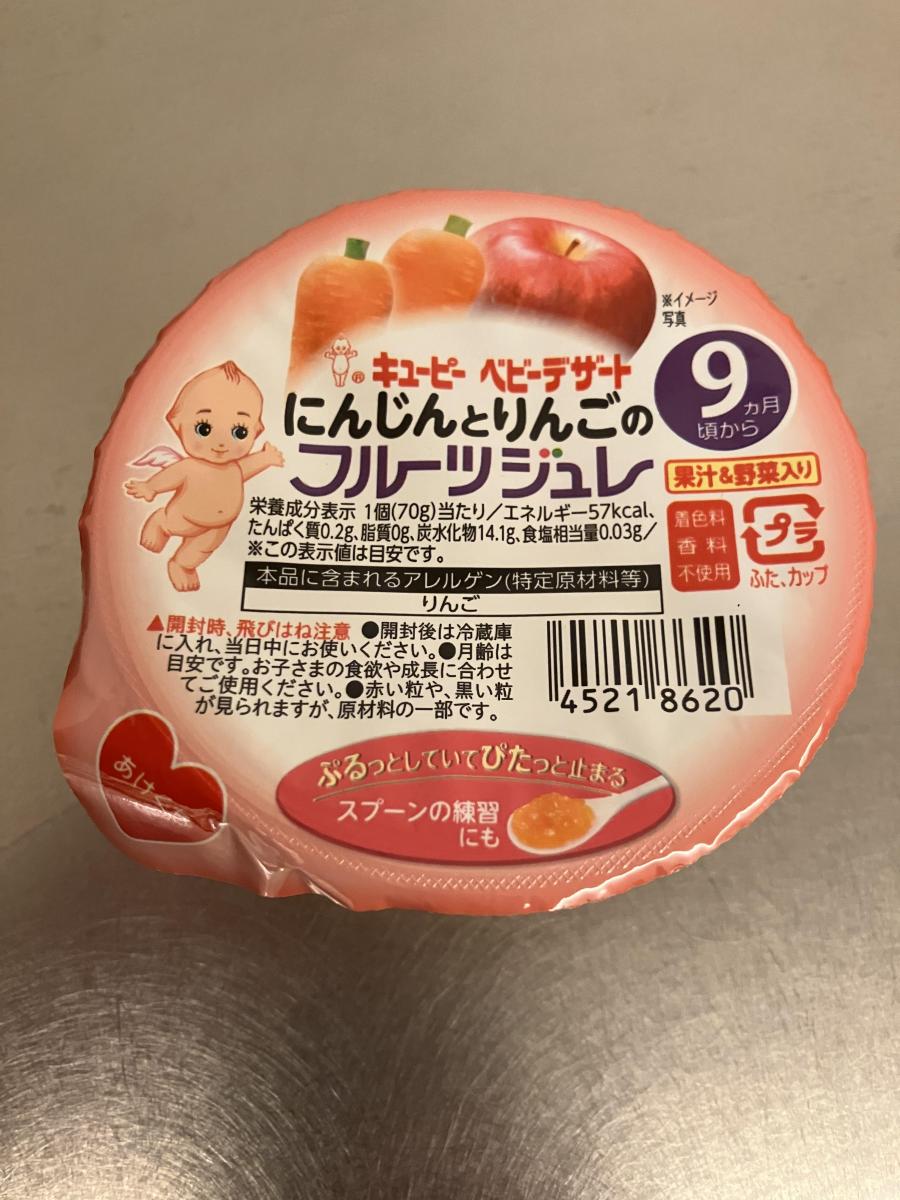 ※イメージ
写真
® キユーピー ベビーデザート
にんじんとりんごの
フルーツジュレ
9ヵ月
頃から
果汁&野菜入り
栄養成分表示 1個(70g)当たり/エネルギー57kcal、
たんぱく質0.2g、脂質0g、炭水化物14.1g、食塩相当量0.03g/
※この表示値は目安です。
着色料
香料
不使用
プラ
ふた、カップ
本品に含まれるアレルゲン(特定原材料等)
りんご
▲開封時、飛びはね注意 ●開封後は冷蔵庫
に入れ、当日中にお使いください。●月齢は
目安です。お子さまの食欲や成長に合わせ
てご使用ください。●赤い粒や、黒い粒
が見られますが、原材料の一部です。
4521 8620
あけ
ぷるっとしていてぴたっと止まる
スプーンの練習
にも